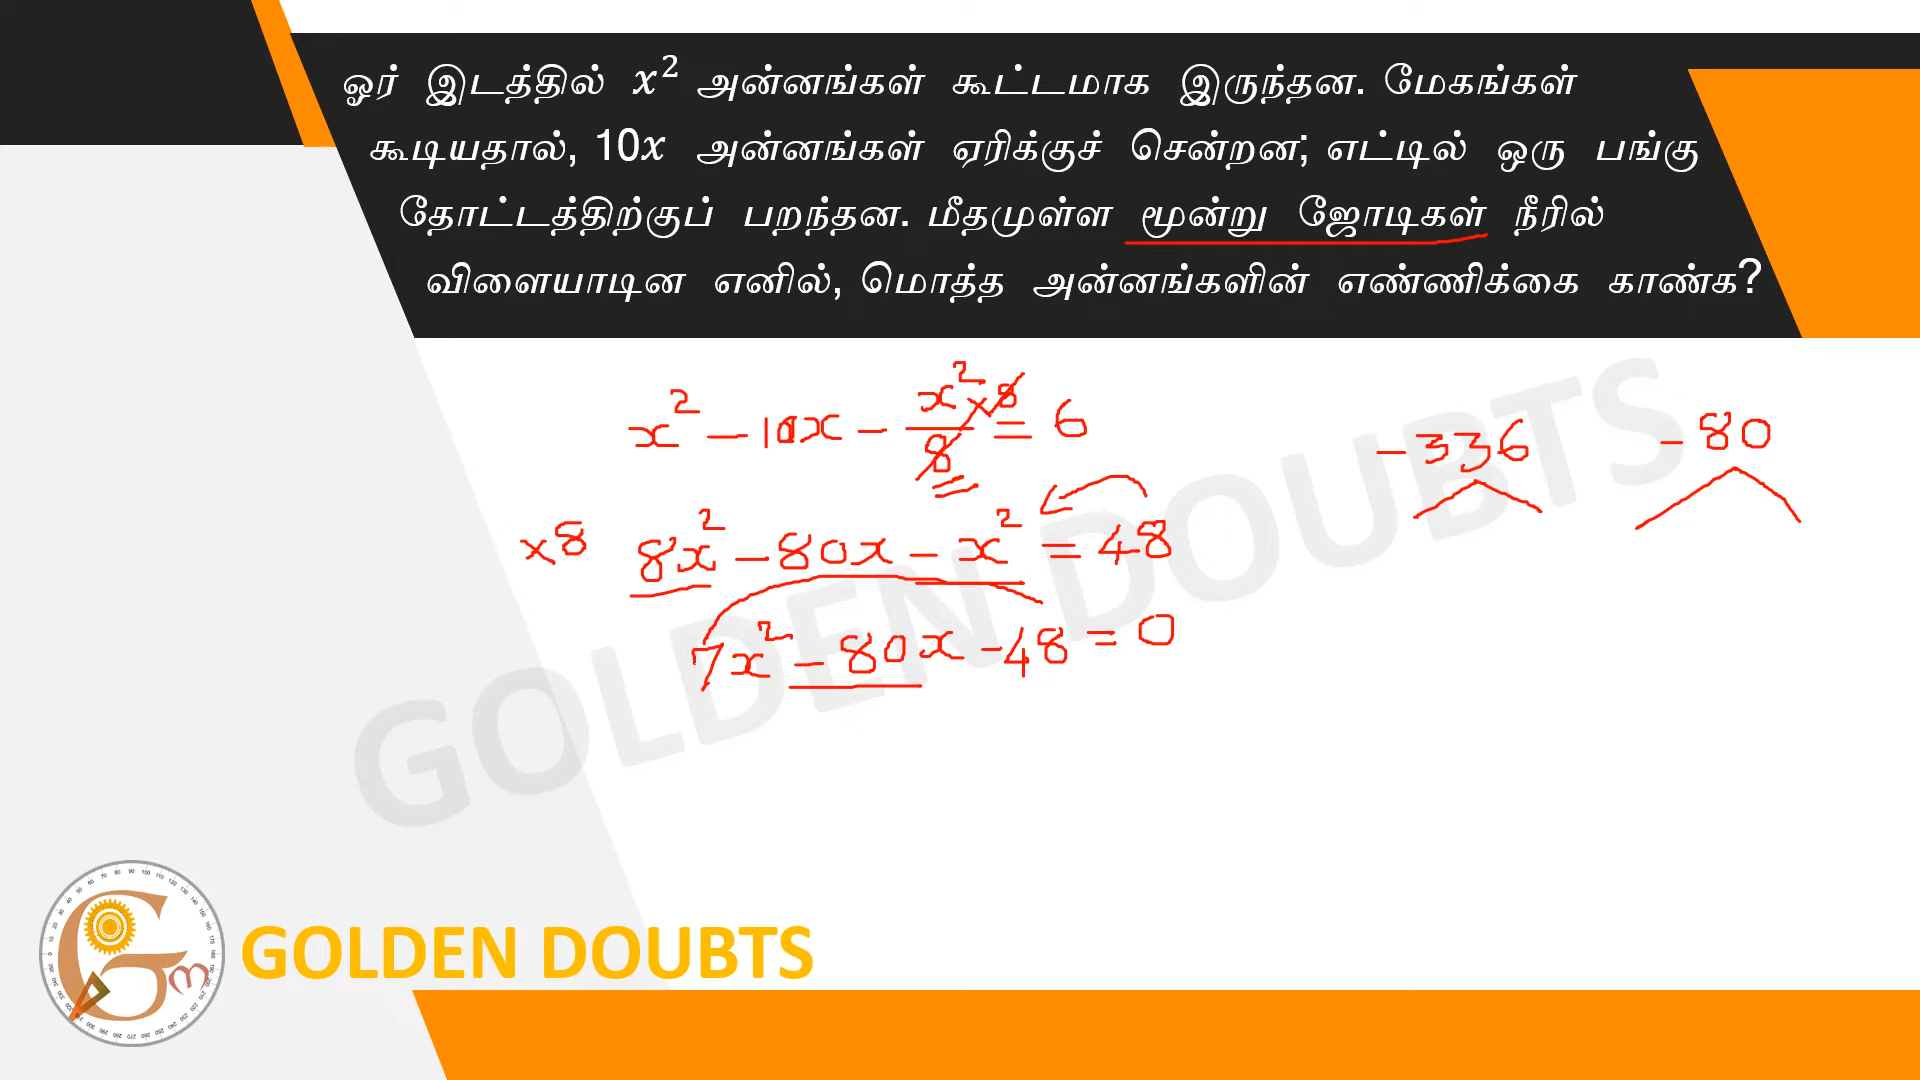 ஓர் இடத்தில் x² அன்னங்கள் கூட்டமாக இருந்தன. மேகங்கள்
கூடியதால், 10x அன்னங்கள் ஏரிக்குச் சென்றன; எட்டில் ஒரு பங்கு
தோட்டத்திற்குப் பறந்தன. மீதமுள்ள மூன்று ஜோடிகள் நீரில்
விளையாடின எனில், மொத்த அன்னங்களின் எண்ணிக்கை காண்க?
x² – 10x – x²/8 ×8 = 6
×8 8x² – 80x – x² = 48
7x² – 80x – 48 = 0
– 336
– 80
GOLDEN DOUBTS
GOLDEN DOUBTS